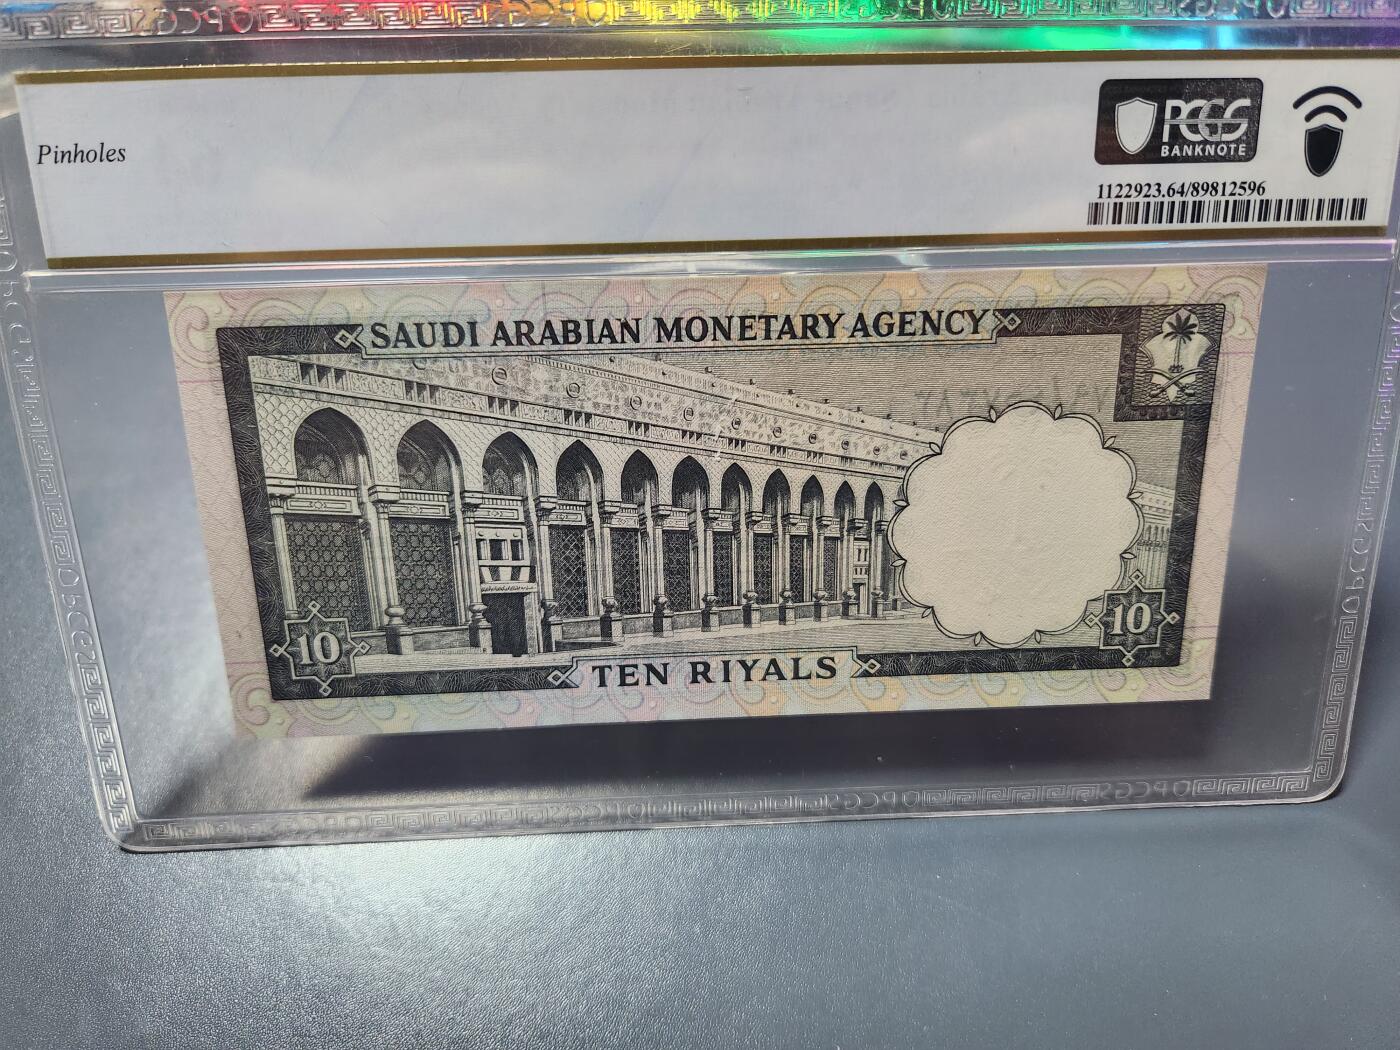 Pinholes
PCGS
BANKNOTE
1122923.64/89812596
SAUDI ARABIAN MONETARY AGENCY
10
10
TEN RIYALS